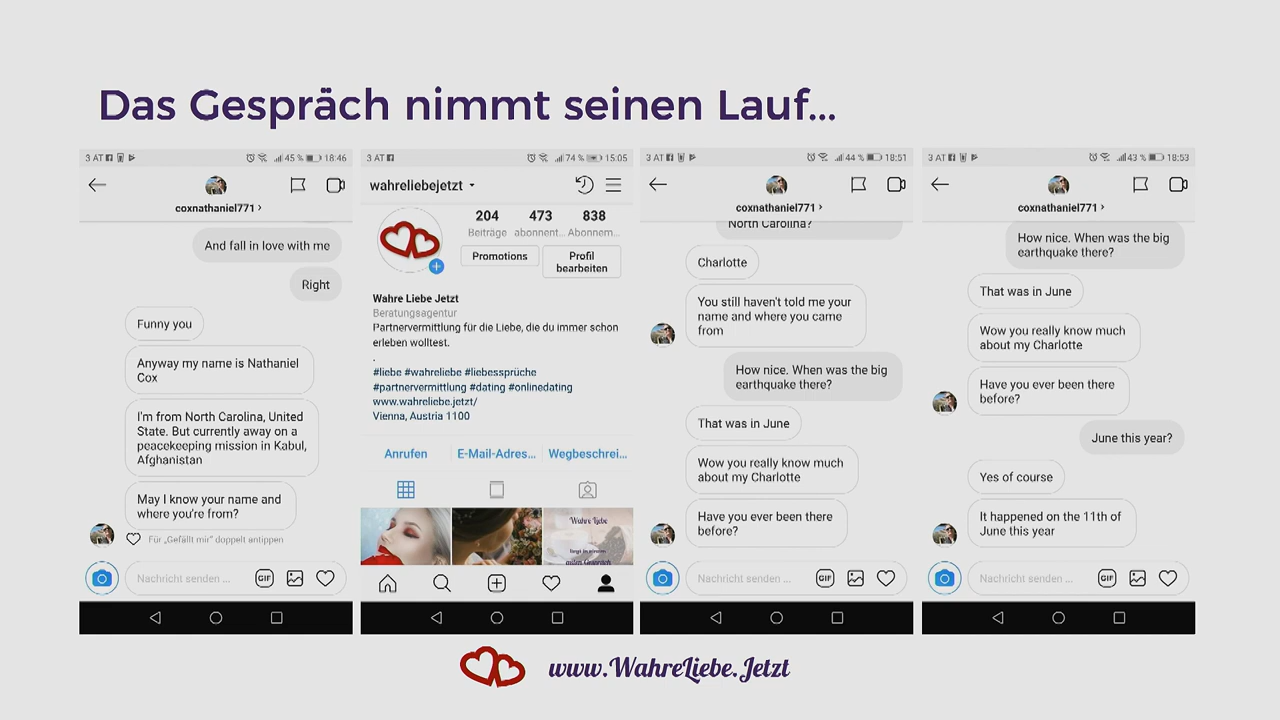 Das Gespräch nimmt seinen Lauf...
3 AT
45 %
18:46
coxnathaniel771 >
And fall in love with me
Right
Funny you
Anyway my name is Nathaniel
Cox
I'm from North Carolina, United
State. But currently away on a
peacekeeping mission in Kabul,
Afghanistan
May I know your name and
where you're from?
Für „Gefällt mir“ doppelt antippen
Nachricht senden ...
GIF
3 AT
74 %
15:05
wahreliebejetzt
204
473
838
Beiträge
abonnent...
Abonnem...
Promotions
Profil
bearbeiten
Wahre Liebe Jetzt
Beratungsagentur
Partnervermittlung für die Liebe, die du immer schon
erleben wolltest.
.
#liebe #wahreliebe #liebessprüche
#partnervermittlung #dating #onlinedating
www.wahreliebe.jetzt/
Vienna, Austria 1100
Anrufen
E-Mail-Adres...
Wegbeschrei...
Wahre Liebe
liegt in einem
guten Gespräch
3 AT
44 %
18:51
coxnathaniel771 >
North Carolina?
Charlotte
You still haven't told me your
name and where you came
from
How nice. When was the big
earthquake there?
That was in June
Wow you really know much
about my Charlotte
Have you ever been there
before?
Nachricht senden ...
GIF
3 AT
43 %
18:53
coxnathaniel771 >
How nice. When was the big
earthquake there?
That was in June
Wow you really know much
about my Charlotte
Have you ever been there
before?
June this year?
Yes of course
It happened on the 11th of
June this year
Nachricht senden ...
GIF
www.WahreLiebe.Jetzt